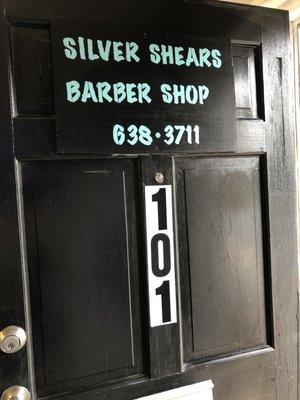 SILVER SHEARS
BARBER SHOP
638-3711
101